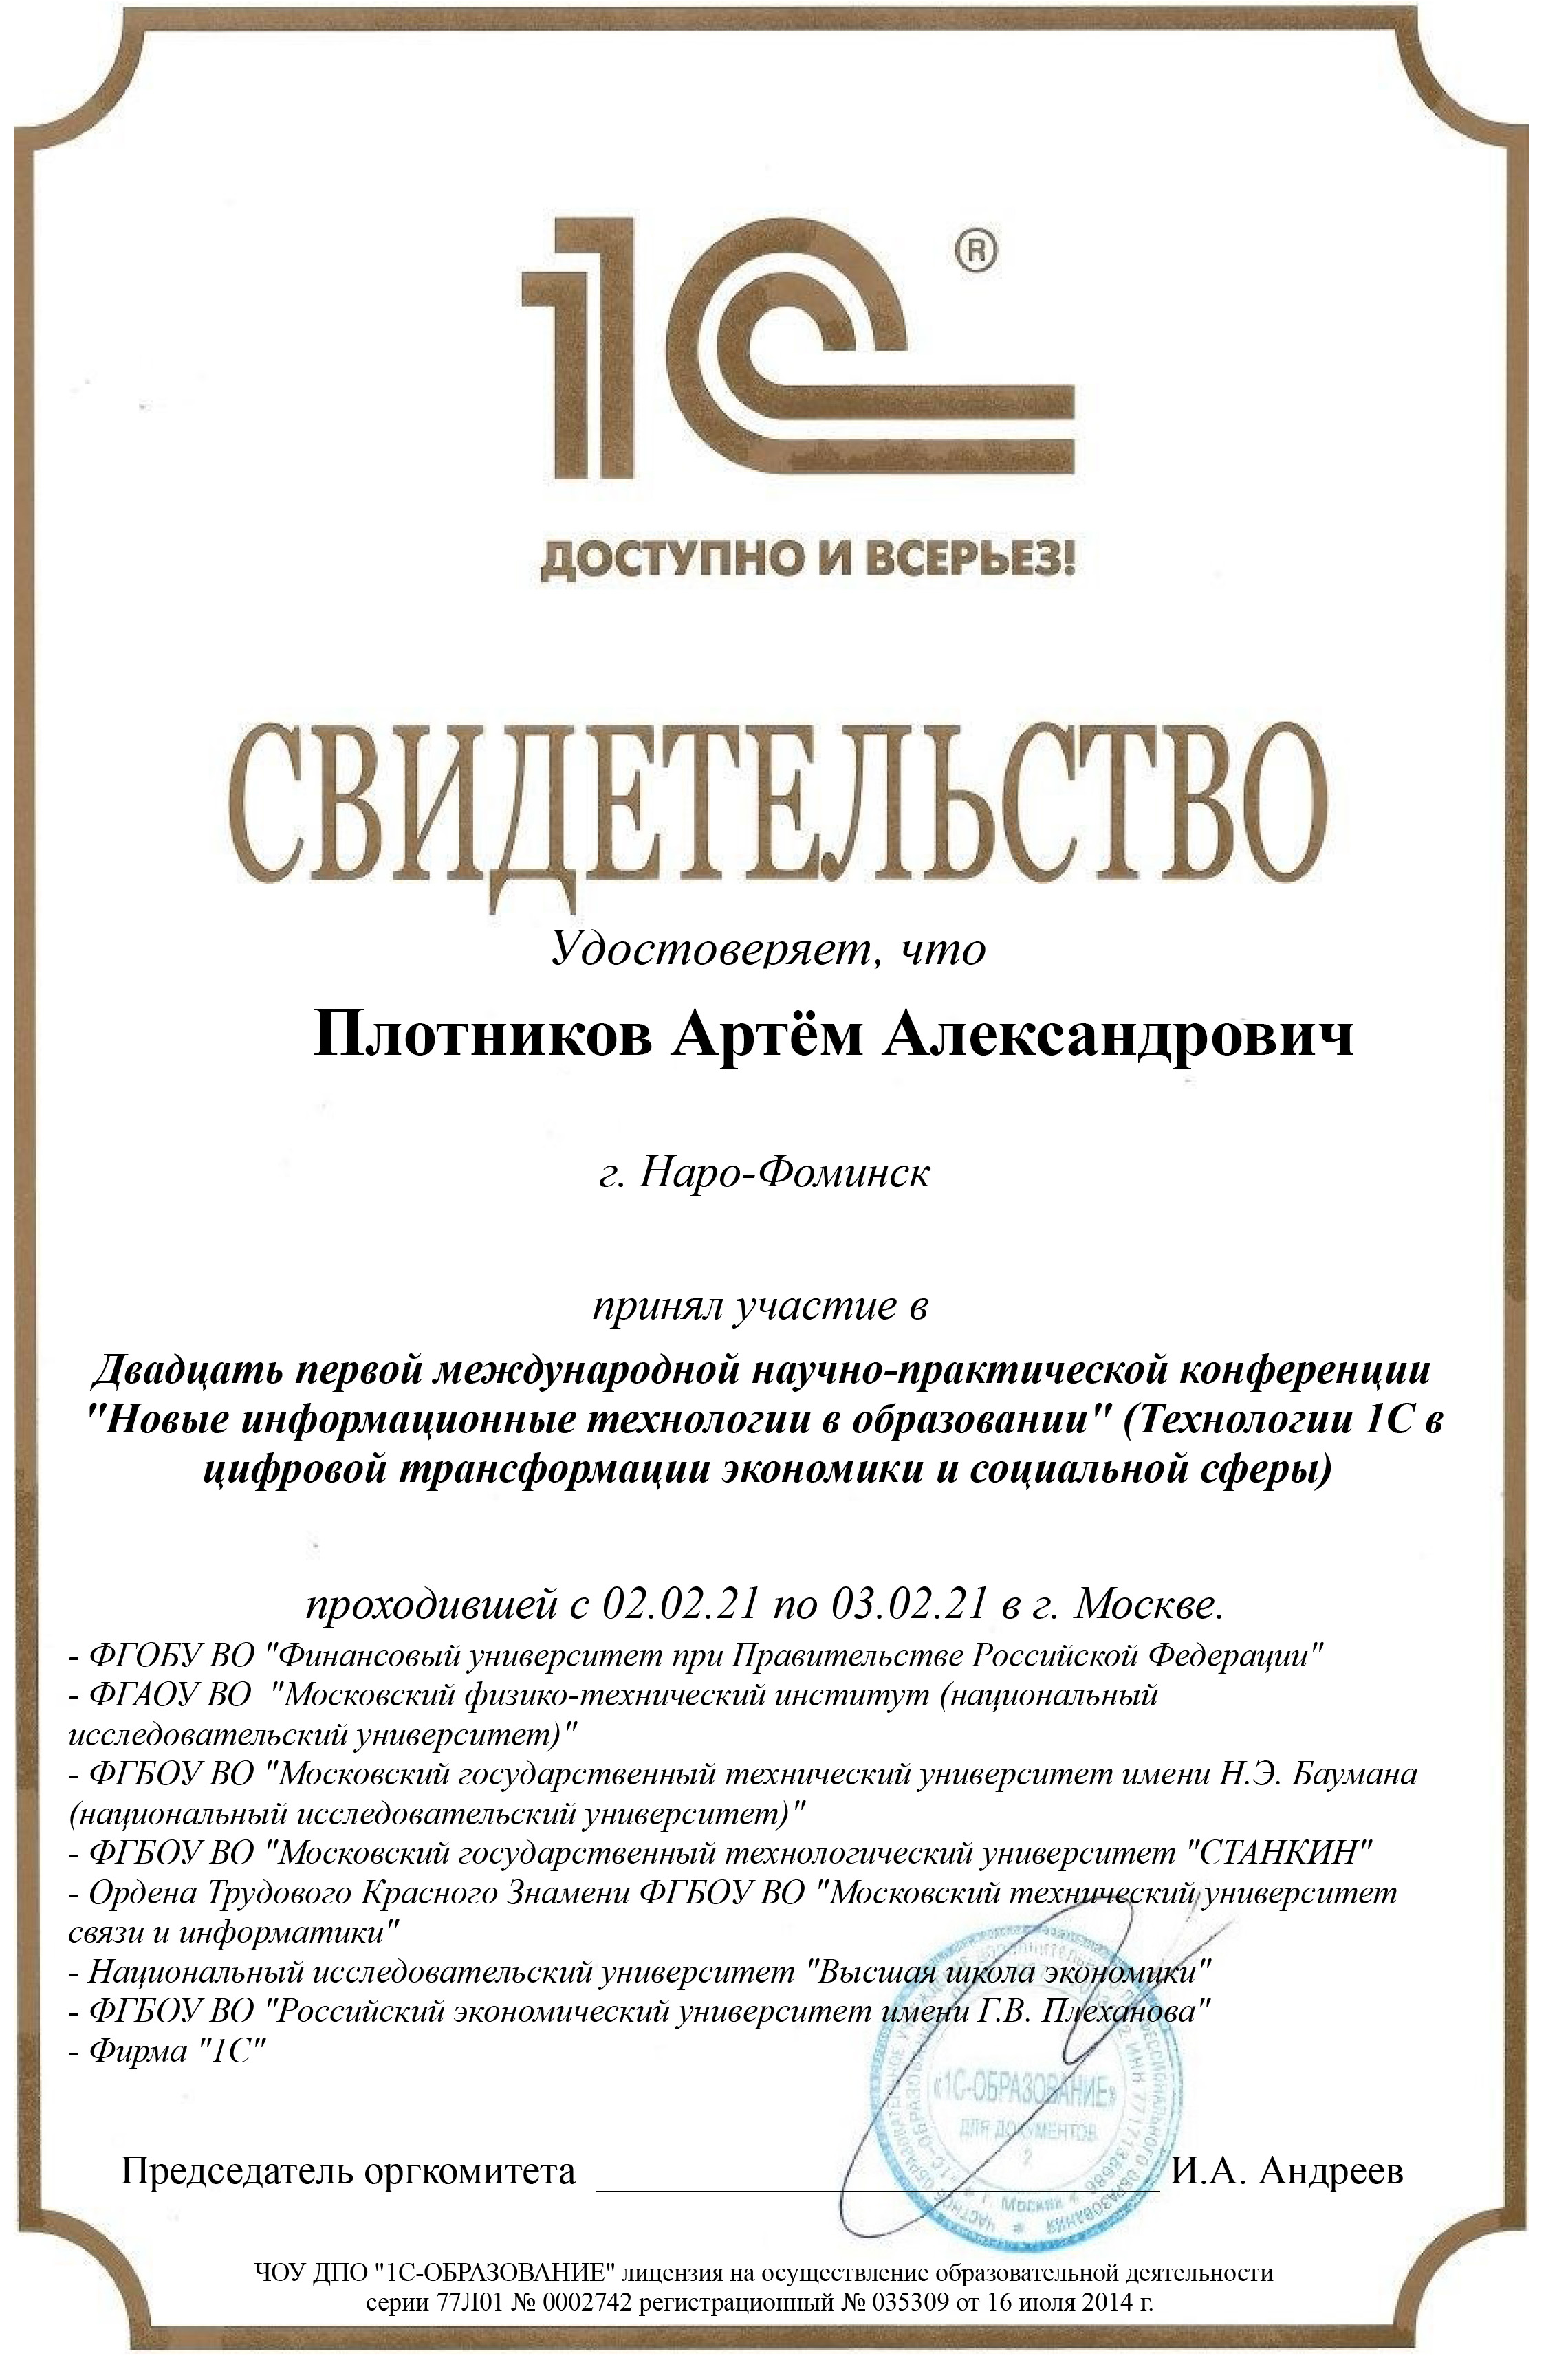 1С®
ДОСТУПНО И ВСЕРЬЕЗ!
СВИДЕТЕЛЬСТВО
Удостоверяет, что
Плотников Артём Александрович
г. Наро-Фоминск
принял участие в
Двадцать первой международной научно-практической конференции
"Новые информационные технологии в образовании" (Технологии 1С в
цифровой трансформации экономики и социальной сферы)
проходившей с 02.02.21 по 03.02.21 в г. Москве.
- ФГОБУ ВО "Финансовый университет при Правительстве Российской Федерации"
- ФГАОУ ВО "Московский физико-технический институт (национальный
исследовательский университет)"
- ФГБОУ ВО "Московский государственный технический университет имени Н.Э. Баумана
(национальный исследовательский университет)"
- ФГБОУ ВО "Московский государственный технологический университет "СТАНКИН"
- Ордена Трудового Красного Знамени ФГБОУ ВО "Московский технический университет
связи и информатики"
- Национальный исследовательский университет "Высшая школа экономики"
- ФГБОУ ВО "Российский экономический университет имени Г.В. Плеханова"
- Фирма "1С"
«1С-ОБРАЗОВАНИЕ»
ДЛЯ ДОКУМЕНТОВ
2
г. Москва
Председатель оргкомитета И.А. Андреев
ЧОУ ДПО "1С-ОБРАЗОВАНИЕ" лицензия на осуществление образовательной деятельности
серии 77Л01 № 0002742 регистрационный № 035309 от 16 июля 2014 г.